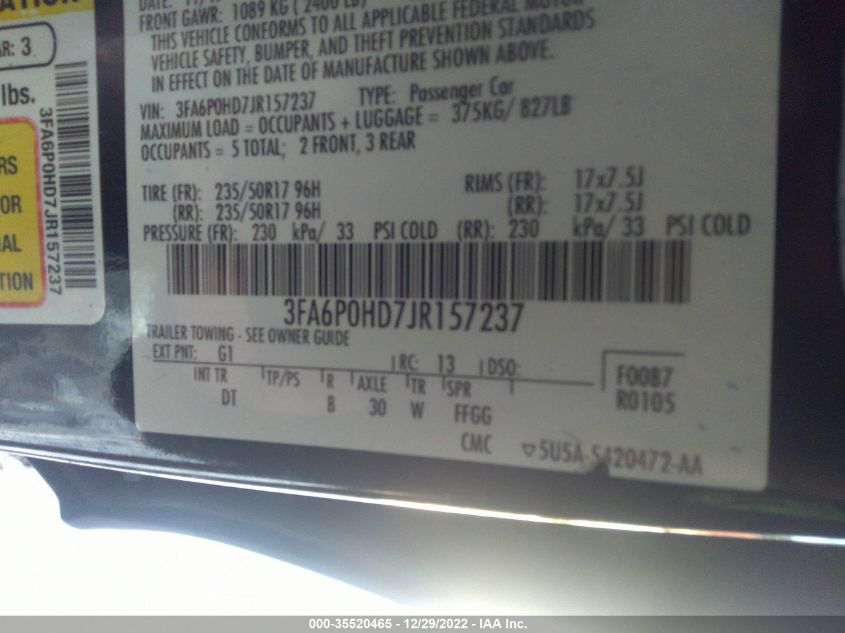 ATION
AR: 3
lbs.
3FA6P0HD7JR157237
RS
OR
AL
TION
DATE:
FRONT GAWR: 1089 KG ( 2400 LB)
THIS VEHICLE CONFORMS TO ALL APPLICABLE FEDERAL MOTOR
VEHICLE SAFETY, BUMPER, AND THEFT PREVENTION STANDARDS
IN EFFECT ON THE DATE OF MANUFACTURE SHOWN ABOVE.
VIN: 3FA6P0HD7JR157237 TYPE: Passenger Car
MAXIMUM LOAD = OCCUPANTS + LUGGAGE = 375KG/ 827LB
OCCUPANTS = 5 TOTAL; 2 FRONT, 3 REAR
TIRE (FR): 235/50R17 96H RIMS (FR): 17x7.5J
(RR): 235/50R17 96H (RR): 17x7.5J
PRESSURE (FR): 230 kPa/ 33 PSI COLD (RR): 230 kPa/ 33 PSI COLD
3FA6P0HD7JR157237
TRAILER TOWING - SEE OWNER GUIDE
EXT PNT: G1 RC: 13 DSO:
INT TR TP/PS R AXLE TR SPR
DT B 30 W FFGG
F0087
R0105
CMC ▽5U5A-S420472-AA
000-35520465 - 12/29/2022 - IAA Inc.